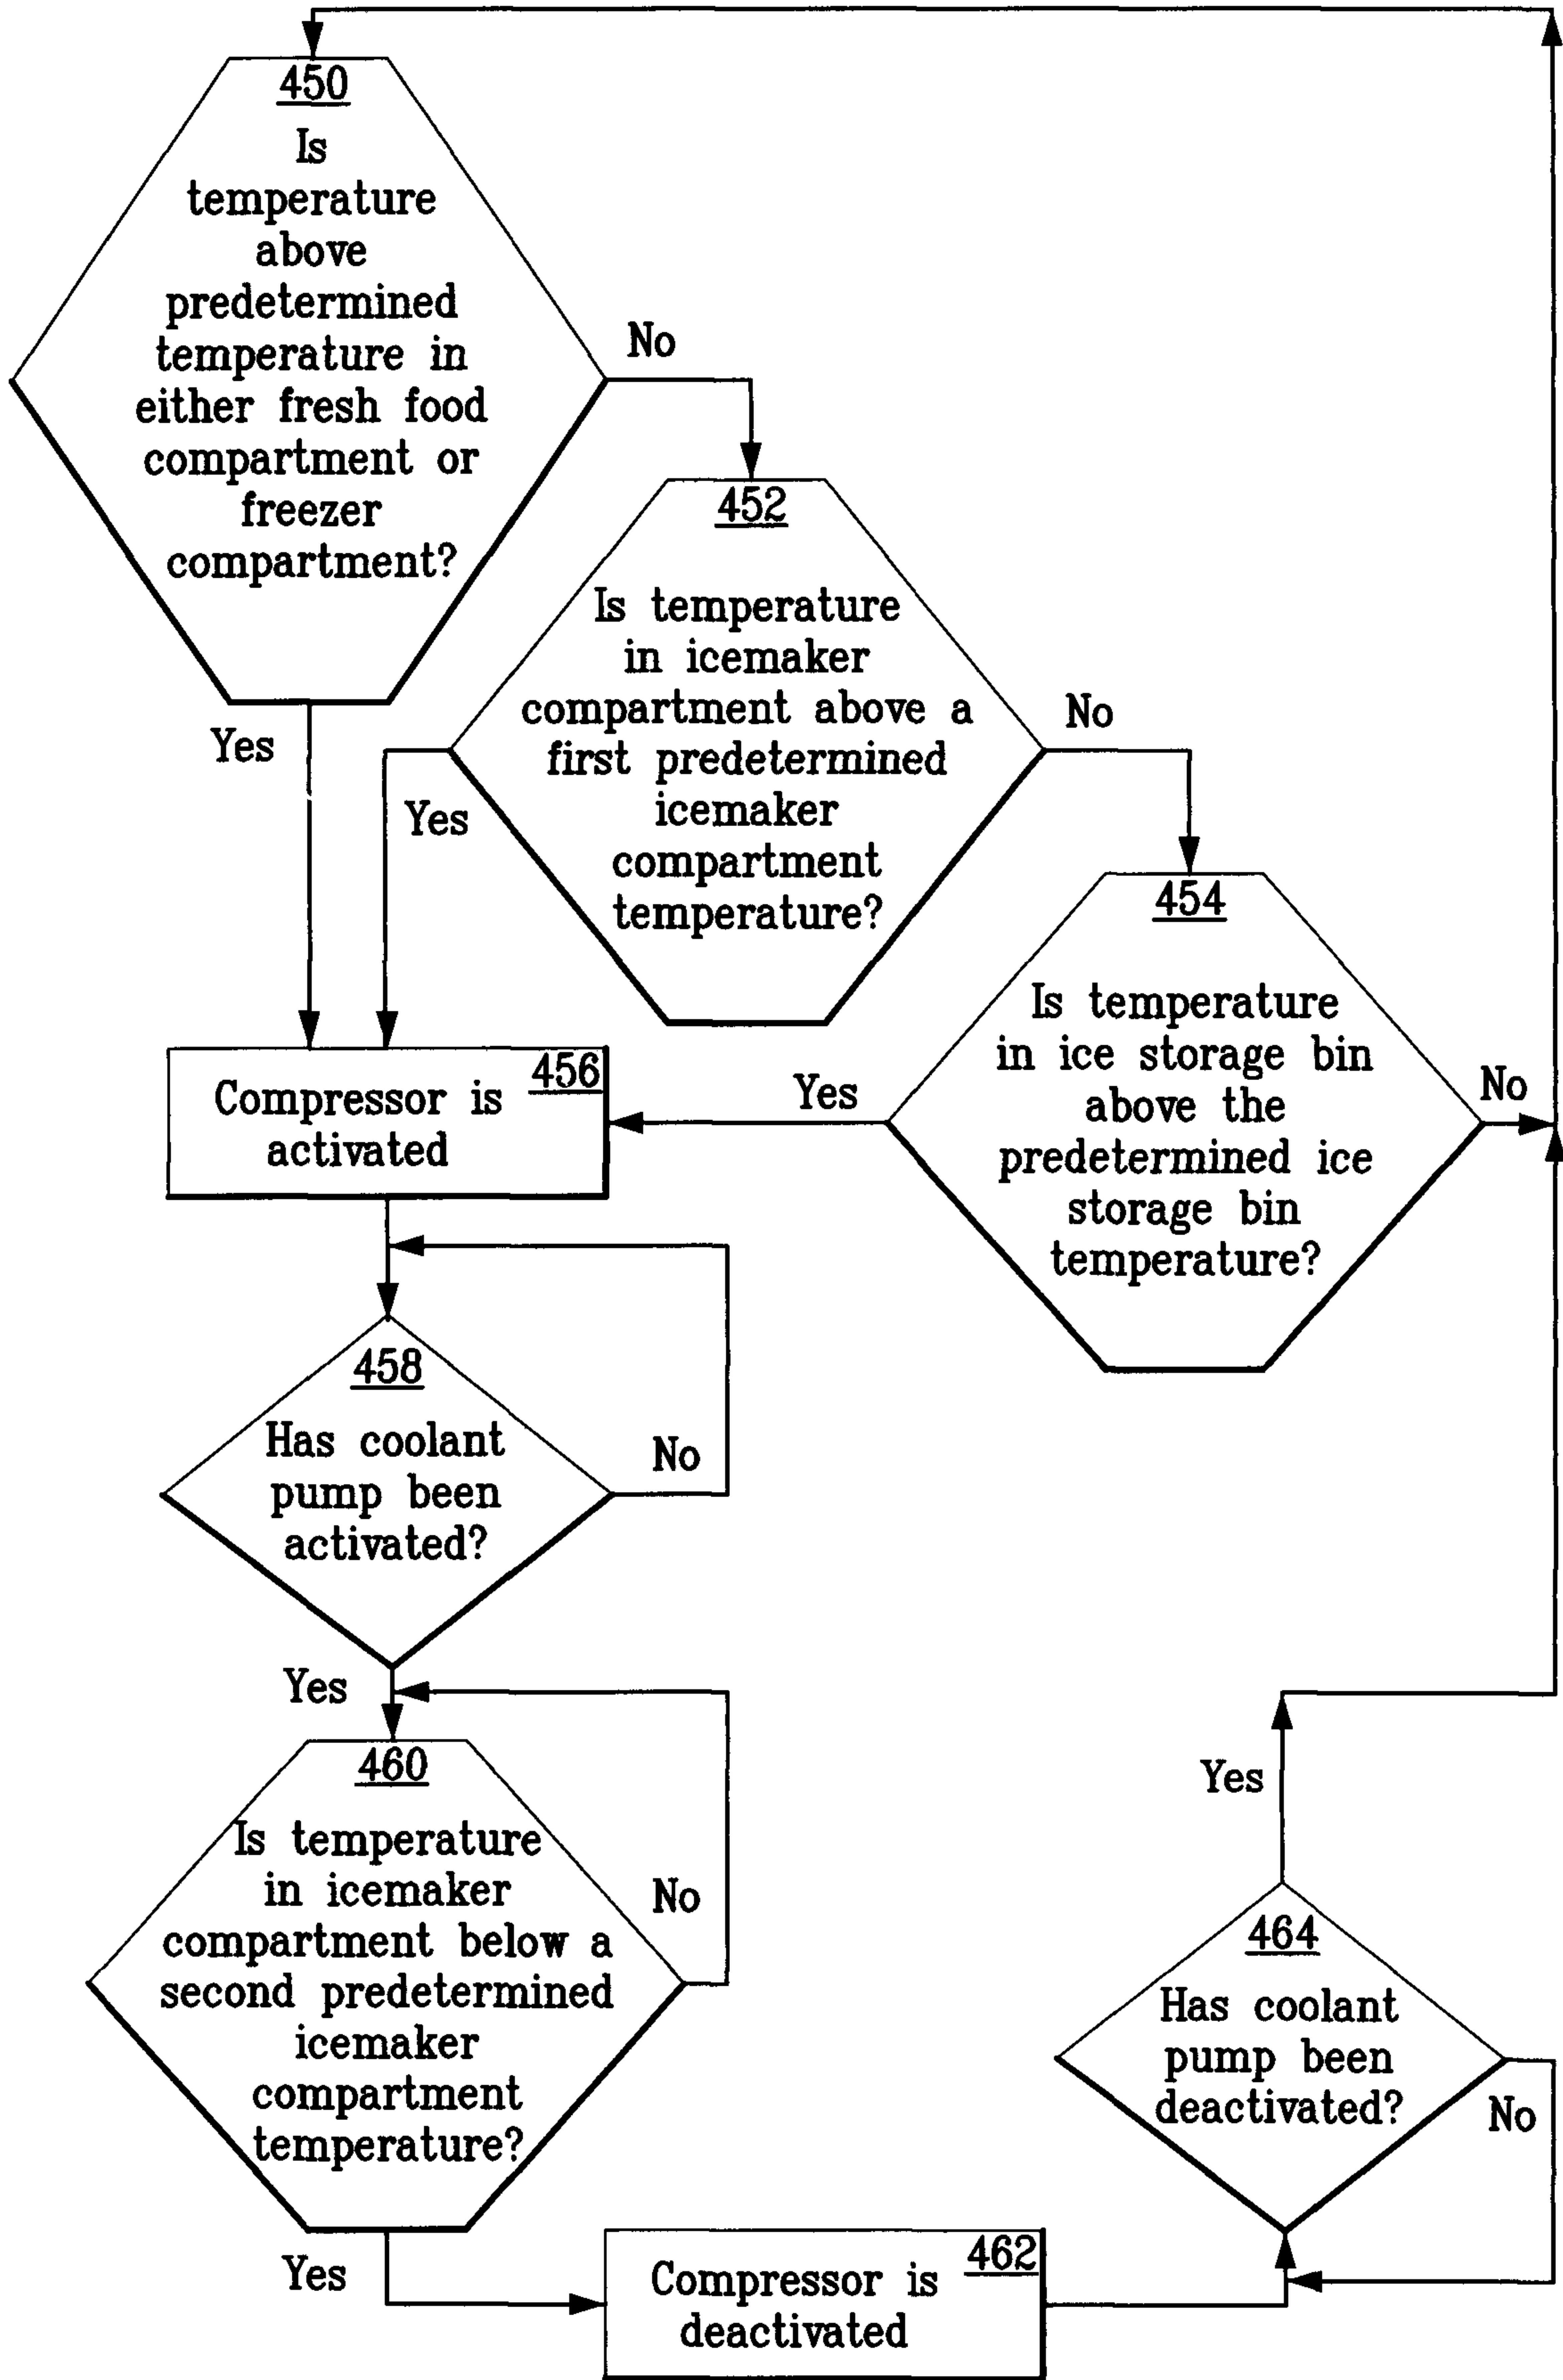 450
Is
temperature
above
predetermined
temperature in
either fresh food
compartment or
freezer
compartment?
No
Yes
452
Is temperature
in icemaker
compartment above a
first predetermined
icemaker
compartment
temperature?
No
Yes
454
Is temperature
in ice storage bin
above the
predetermined ice
storage bin
temperature?
No
Yes
456
Compressor is
activated
458
Has coolant
pump been
activated?
No
Yes
460
Is temperature
in icemaker
compartment below a
second predetermined
icemaker
compartment
temperature?
No
Yes
462
Compressor is
deactivated
464
Has coolant
pump been
deactivated?
No
Yes